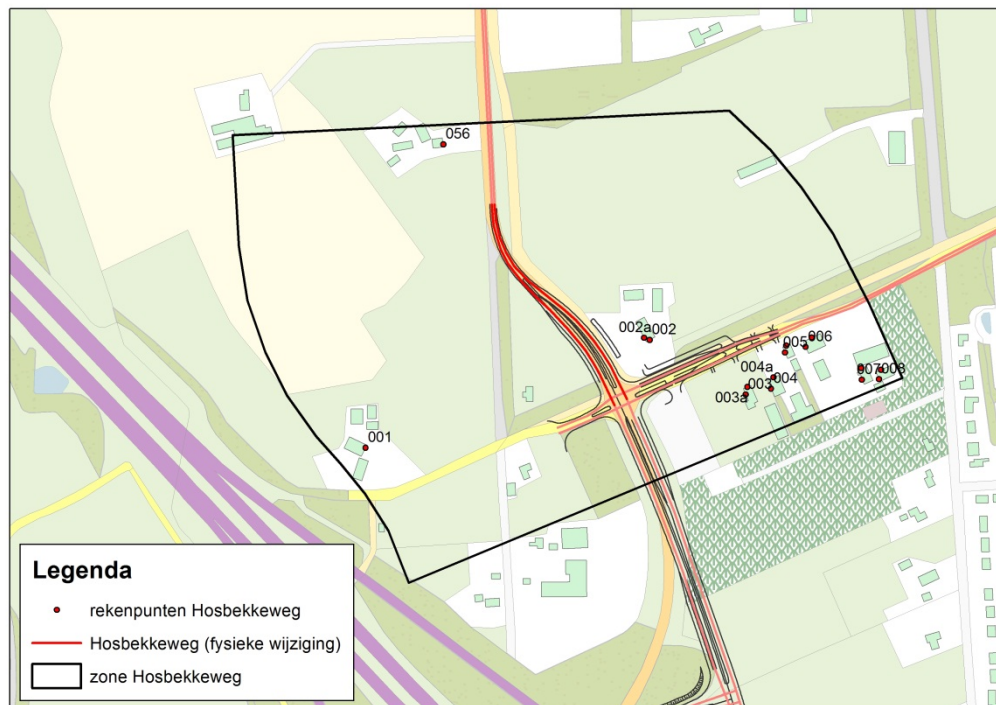 056
002a 002
006
005
004a
007 008
003 004
003a
001
Legenda
rekenpunten Hosbekkeweg
Hosbekkeweg (fysieke wijziging)
zone Hosbekkeweg